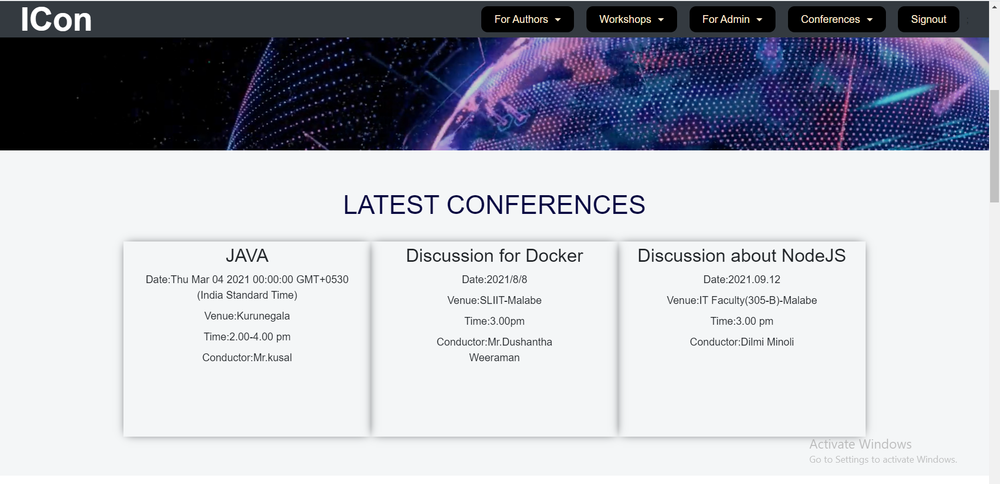 ICon
For Authors
Workshops
For Admin
Conferences
Signout
;
LATEST CONFERENCES
JAVA
Date:Thu Mar 04 2021 00:00:00 GMT+0530
(India Standard Time)
Venue:Kurunegala
Time:2.00-4.00 pm
Conductor:Mr.kusal
Discussion for Docker
Date:2021/8/8
Venue:SLIIT-Malabe
Time:3.00pm
Conductor:Mr.Dushantha
Weeraman
Discussion about NodeJS
Date:2021.09.12
Venue:IT Faculty(305-B)-Malabe
Time:3.00 pm
Conductor:Dilmi Minoli
Activate Windows
Go to Settings to activate Windows.